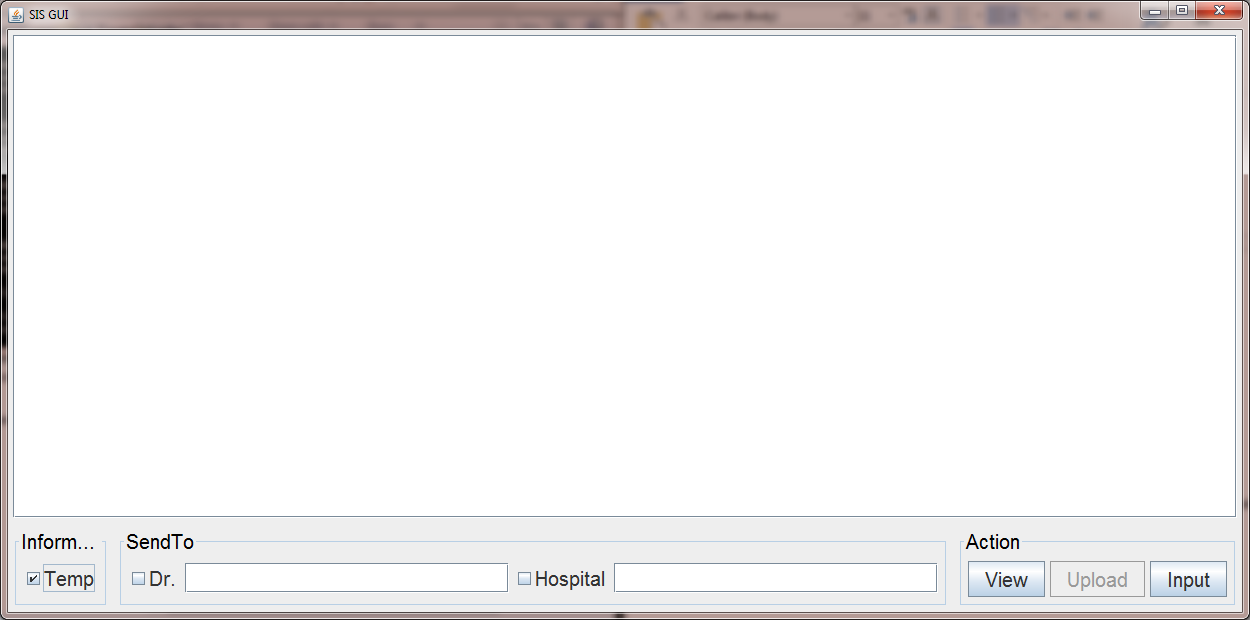 SIS GUI
Inform...
SendTo
Action
Temp
Dr.
Hospital
View
Upload
Input